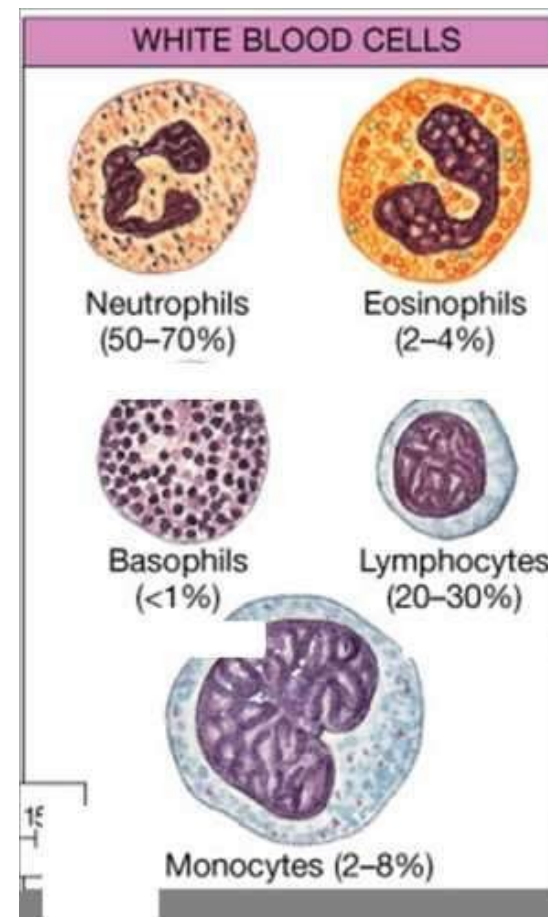 WHITE BLOOD CELLS
Neutrophils
(50–70%)
Eosinophils
(2–4%)
Basophils
(<1%)
Lymphocytes
(20–30%)
Monocytes (2–8%)